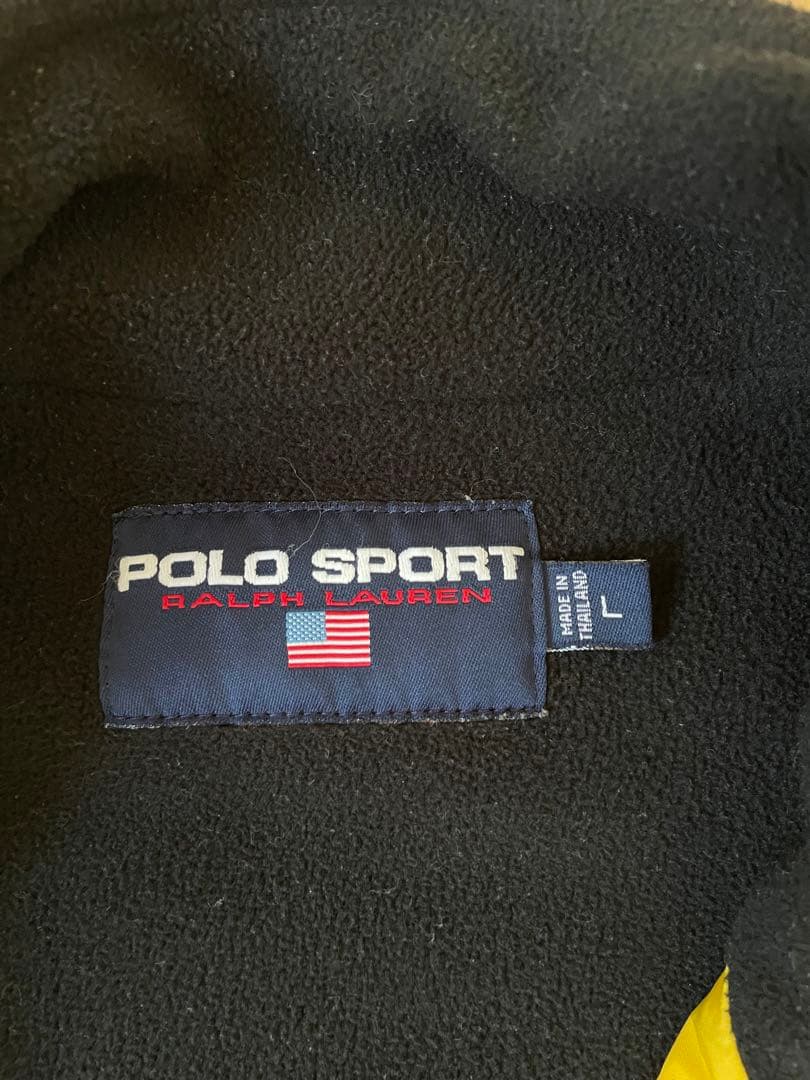 POLO SPORT
RALPH LAUREN
MADE IN
THAILAND
L